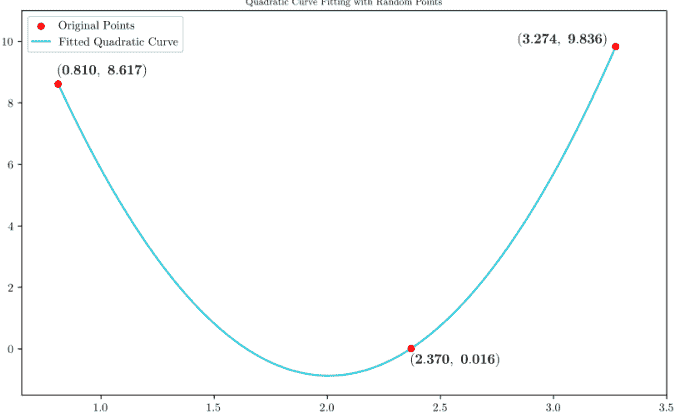 Quadratic Curve Fitting with Random Points
Original Points
Fitted Quadratic Curve
(0.810, 8.617)
(3.274, 9.836)
(2.370, 0.016)
10
8
6
4
2
0
1.0 1.5 2.0 2.5 3.0 3.5